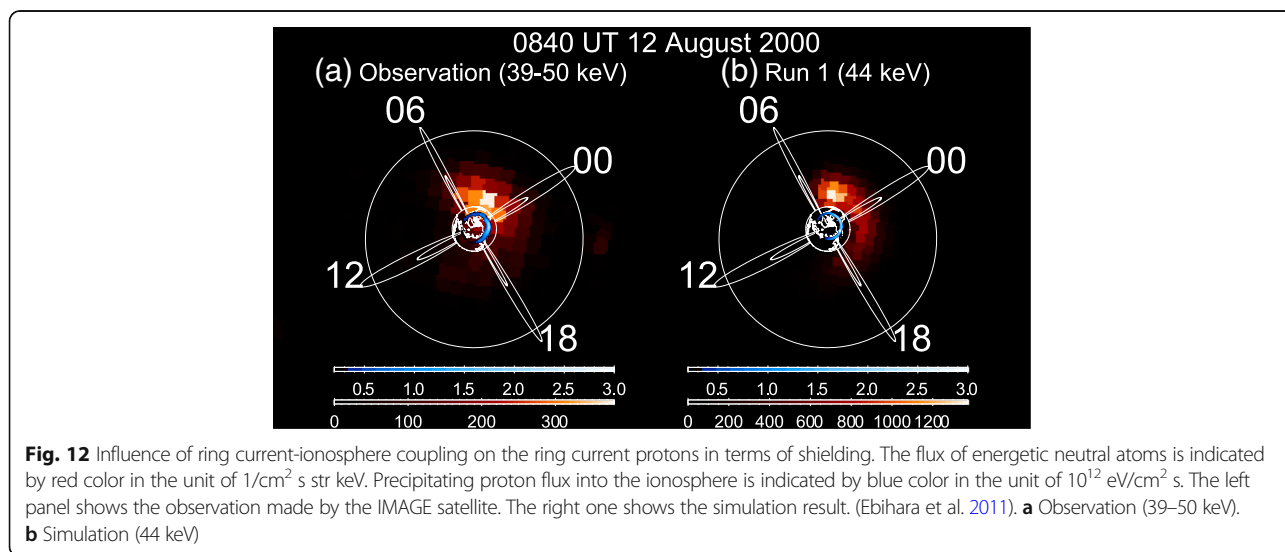 0840 UT 12 August 2000
(a) Observation (39-50 keV)
(b) Run 1 (44 keV)
06
00
12
18
06
00
12
18
0.5 1.0 1.5 2.0 2.5 3.0
0 100 200 300
0.5 1.0 1.5 2.0 2.5 3.0
0 200 400 600 800 1000 1200
Fig. 12 Influence of ring current-ionosphere coupling on the ring current protons in terms of shielding. The flux of energetic neutral atoms is indicated
by red color in the unit of 1/cm² s str keV. Precipitating proton flux into the ionosphere is indicated by blue color in the unit of 10¹² eV/cm² s. The left
panel shows the observation made by the IMAGE satellite. The right one shows the simulation result. (Ebihara et al. 2011). a Observation (39–50 keV).
b Simulation (44 keV)